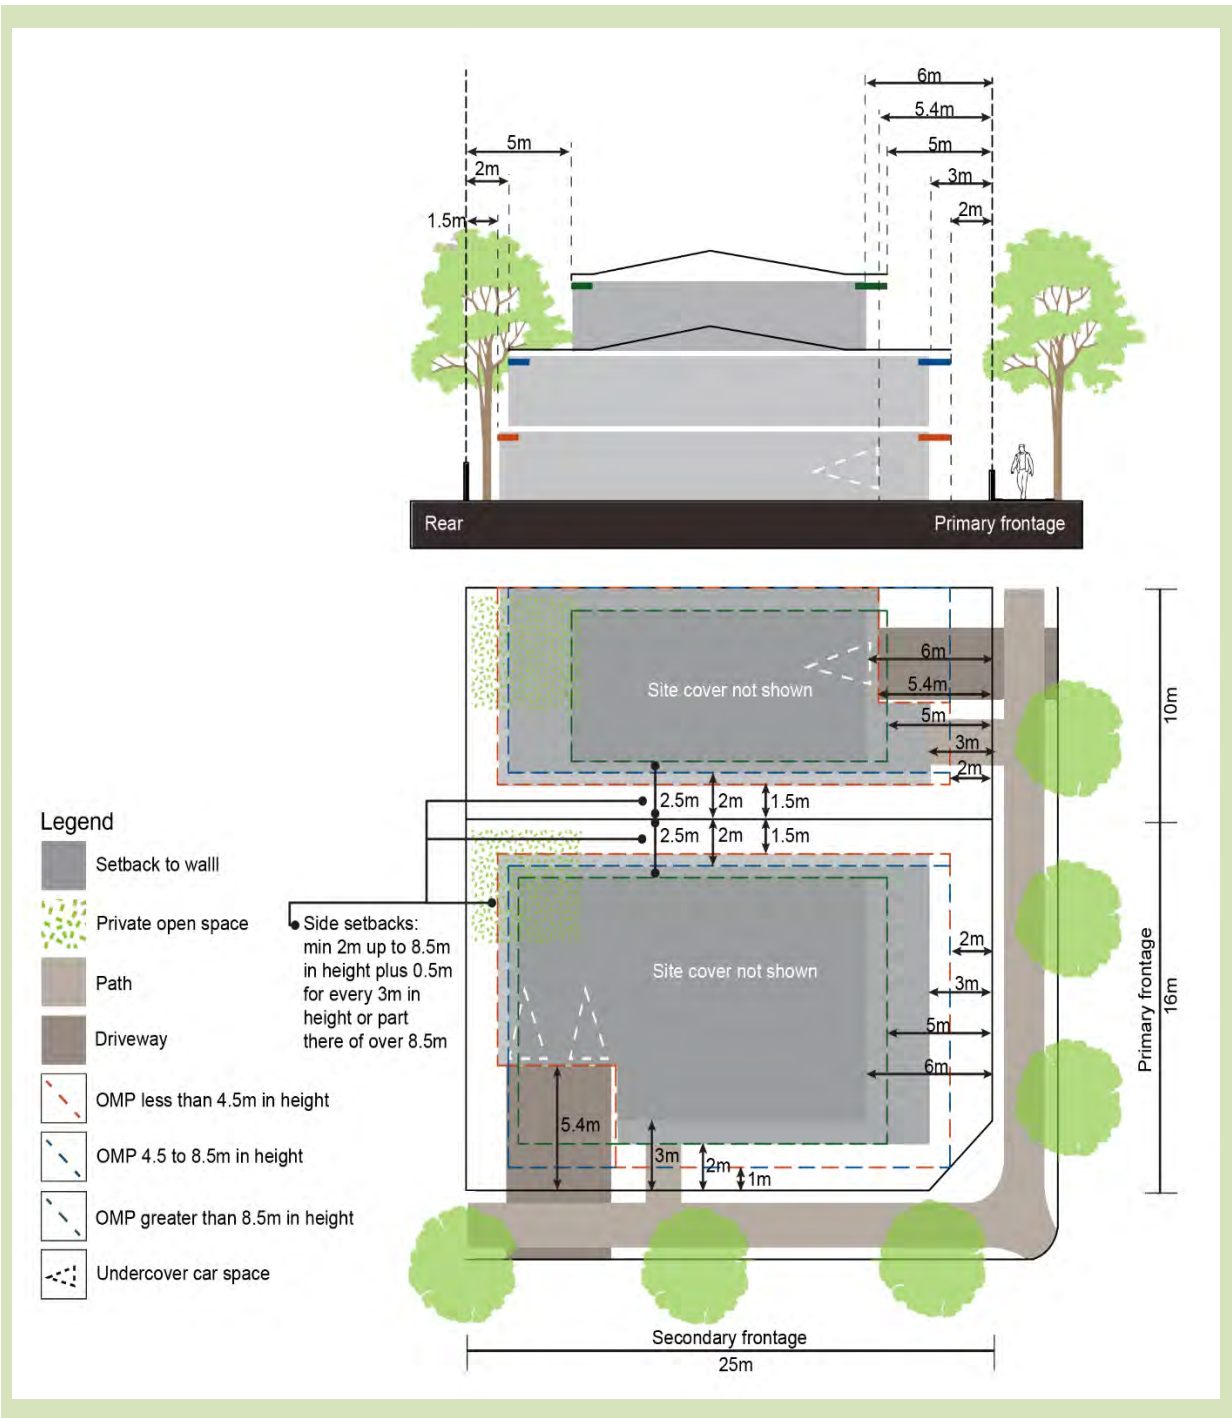 6m
5.4m
5m
5m
2m
3m
1.5m
2m
Rear
Primary frontage
6m
Site cover not shown
5.4m
5m
3m
2m
10m
2.5m
2m
1.5m
2.5m
2m
1.5m
Legend
Setback to walll
Private open space
Path
Driveway
OMP less than 4.5m in height
OMP 4.5 to 8.5m in height
OMP greater than 8.5m in height
Undercover car space
Side setbacks:
min 2m up to 8.5m
in height plus 0.5m
for every 3m in
height or part
there of over 8.5m
2m
Site cover not shown
3m
5m
6m
5.4m
3m
2m
1m
Primary frontage
16m
Secondary frontage
25m